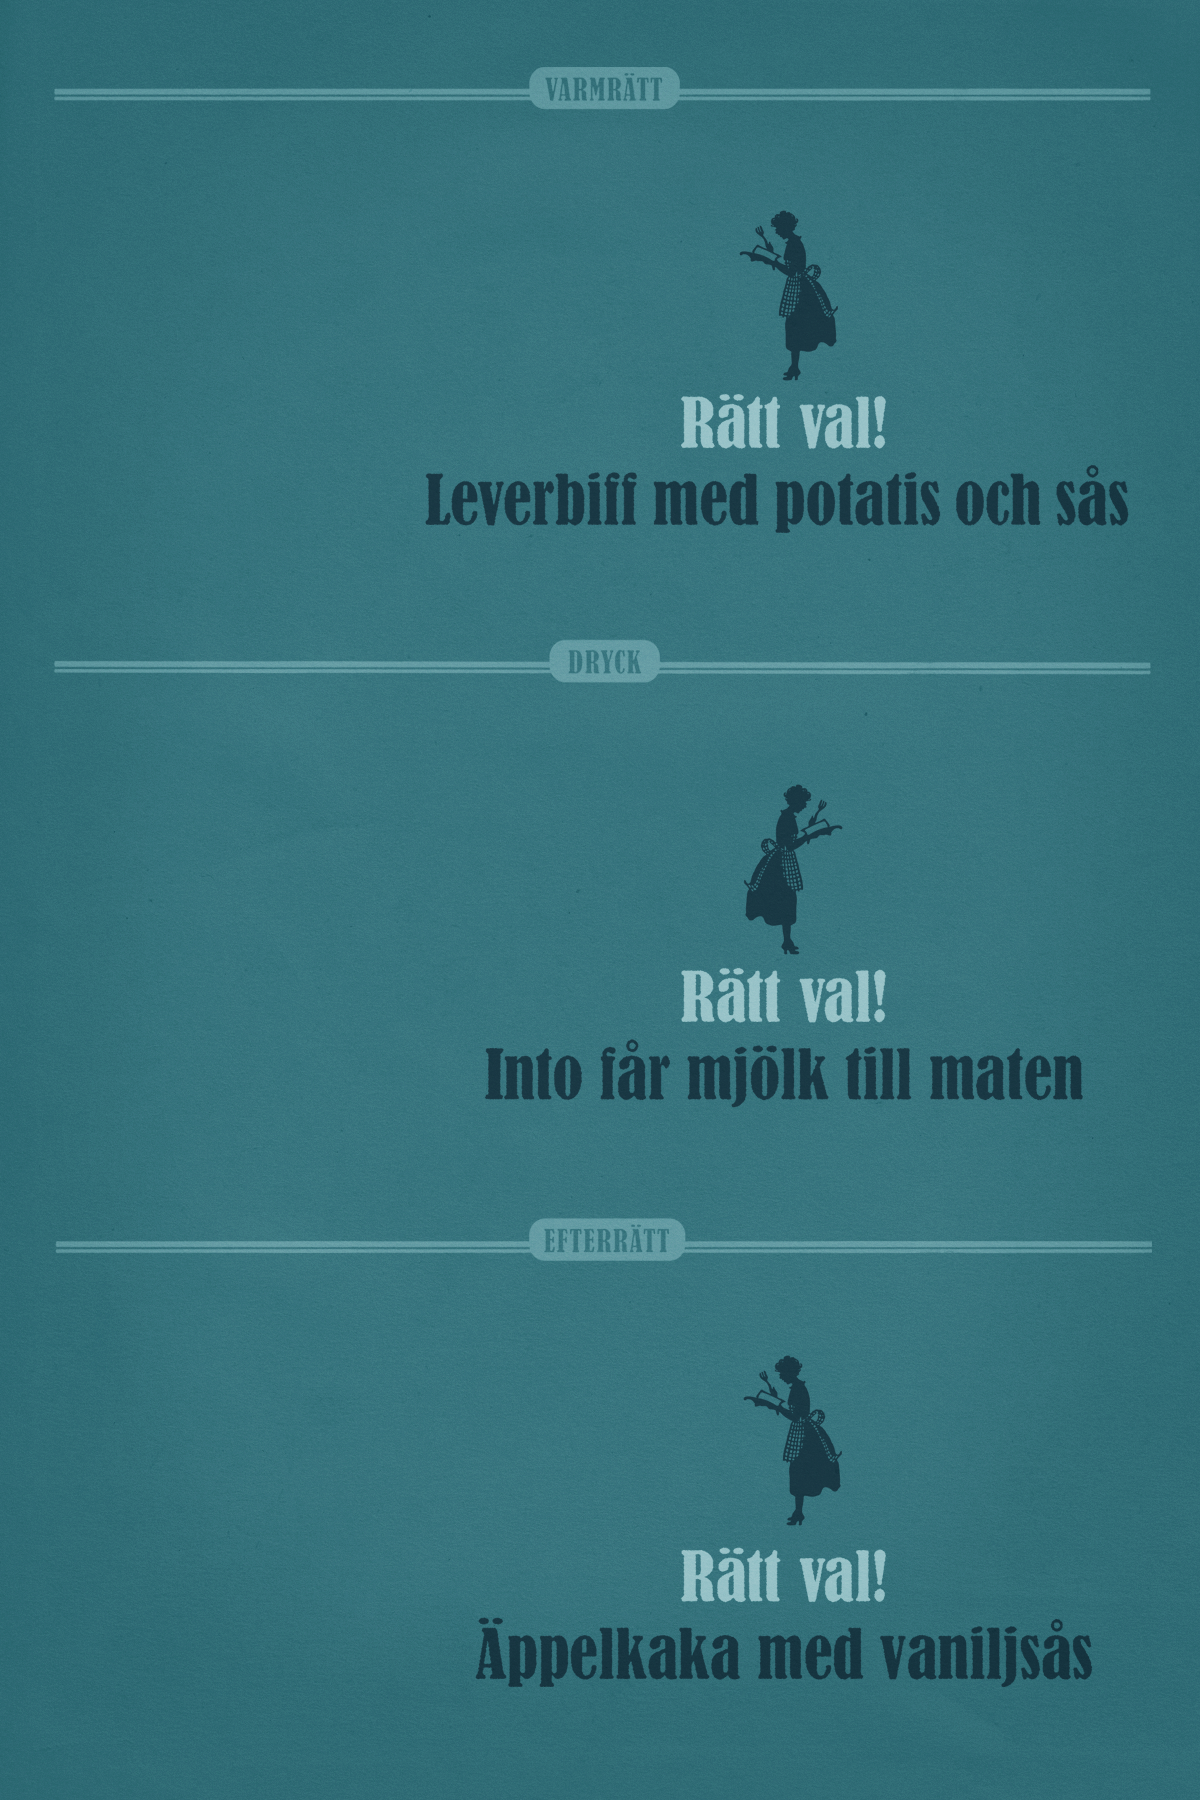 VARMRÄTT
Rätt val!
Leverbiff med potatis och sås
DRYCK
Rätt val!
Into får mjölk till maten
EFTERRÄTT
Rätt val!
Äppelkaka med vaniljsås